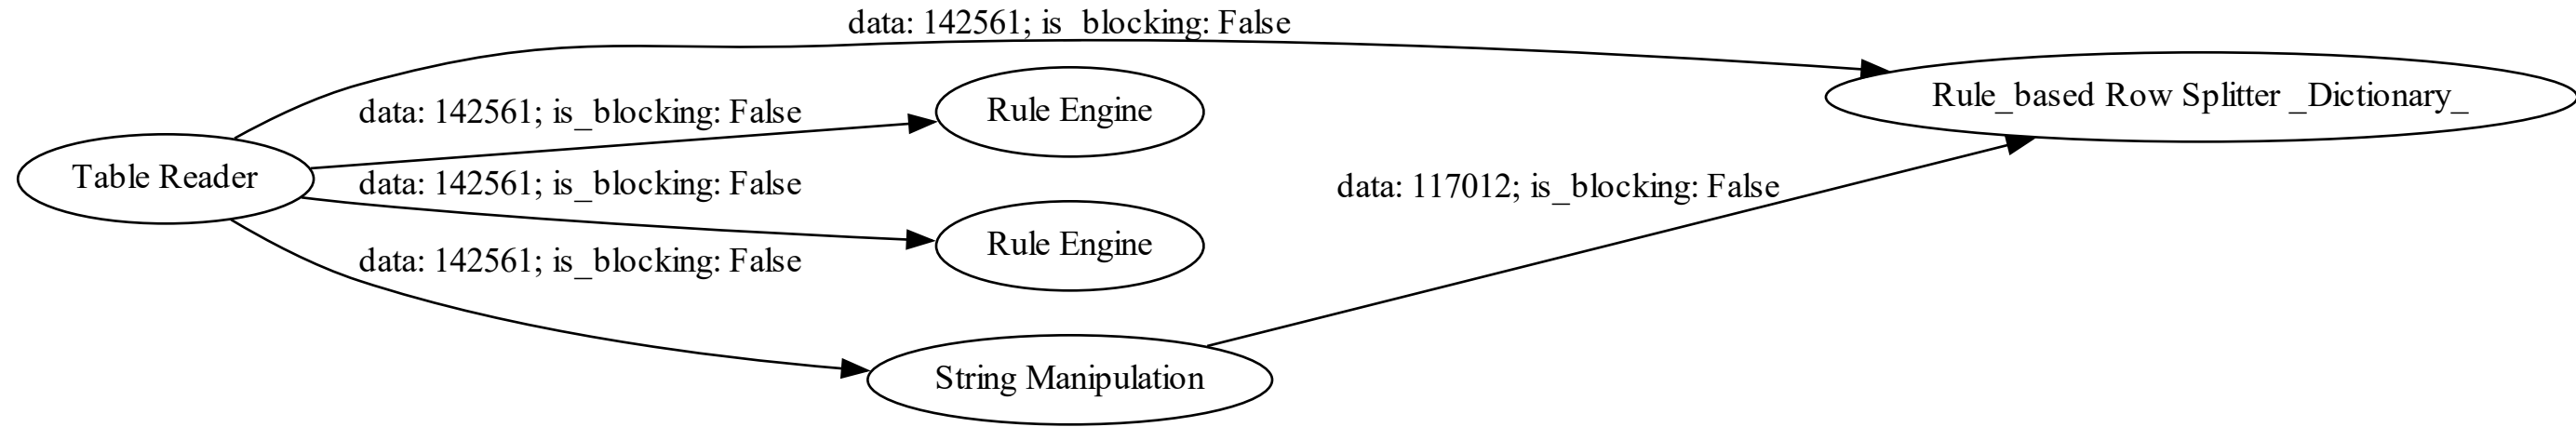 data: 142561; is_blocking: False
Rule_based Row Splitter _Dictionary_
data: 142561; is_blocking: False
Rule Engine
Table Reader
data: 142561; is_blocking: False
data: 117012; is_blocking: False
Rule Engine
data: 142561; is_blocking: False
String Manipulation